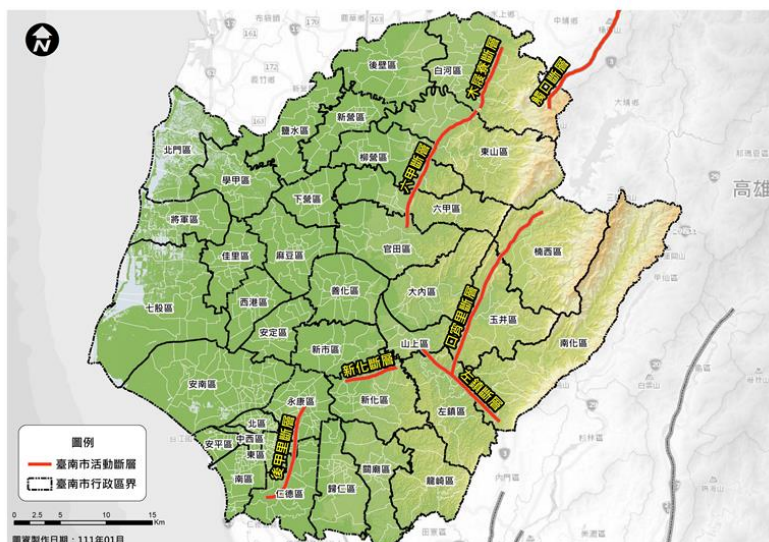 N
後壁區
白河區
木屐寮斷層
觸口斷層
新營區
鹽水區
北門區
學甲區
柳營區
六甲斷層
東山區
高雄
下營區
將軍區
六甲區
官田區
楠西區
佳里區
麻豆區
七股區
西港區
善化區
大內區
口宵里斷層
玉井區
安定區
南化區
新市區
山上區
安南區
新化斷層
左鎮斷層
永康區
新化區
左鎮區
北區
安平區
中西區
東區
後甲里斷層
南區
仁德區
歸仁區
關廟區
龍崎區
內門區
田寮區
圖例
臺南市活動斷層
臺南市行政區界
0 2.5 5 10 15
Km
圖資製作日期：111年01月